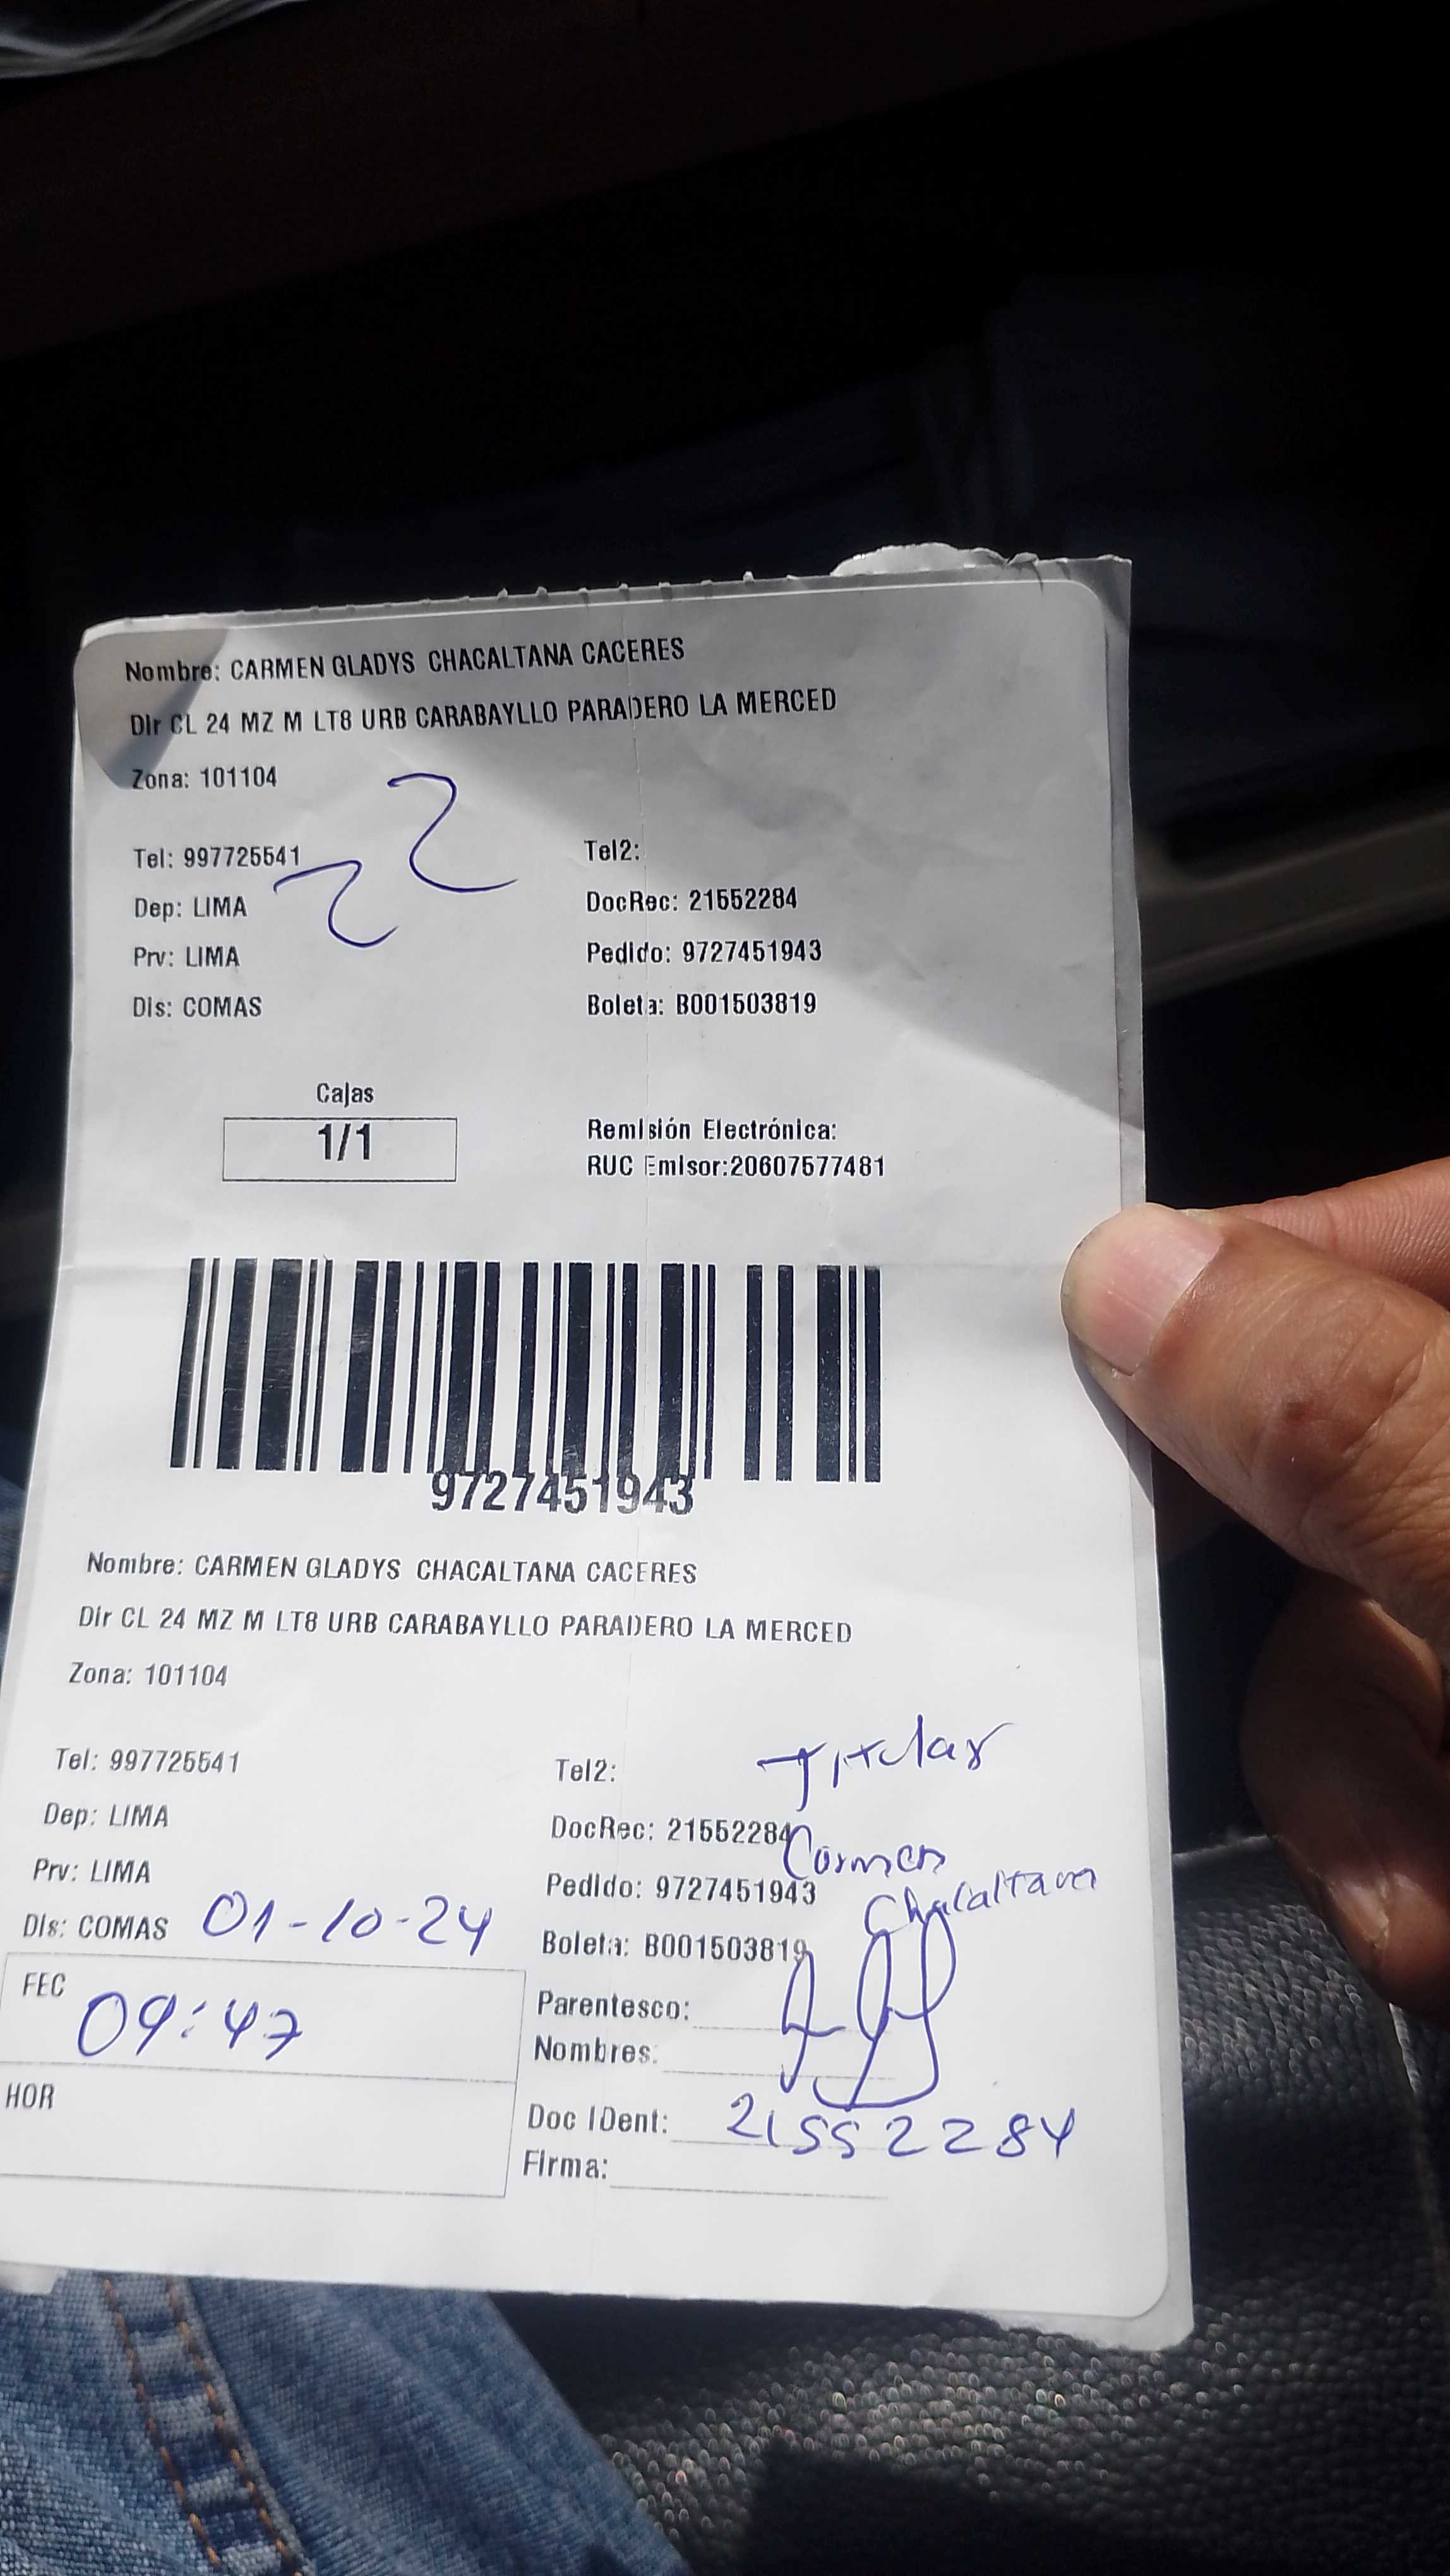 Nombre: CARMEN GLADYS CHACALTANA CACERES
Dir CL 24 MZ M LT8 URB CARABAYLLO PARADERO LA MERCED
Zona: 101104
22
Tel: 997725541 Tel2:
Dep: LIMA DocRec: 21552284
Prv: LIMA Pedido: 9727451943
Dis: COMAS Boleta: B001503819
Cajas
1/1
Remisión Electrónica:
RUC Emisor:20607577481
9727451943
Nombre: CARMEN GLADYS CHACALTANA CACERES
Dir CL 24 MZ M LT8 URB CARABAYLLO PARADERO LA MERCED
Zona: 101104
Tel: 997725541 Tel2: Titular
Dep: LIMA DocRec: 21552284 Carmen
Prv: LIMA Pedido: 9727451943 Chacaltana
Dis: COMAS 01-10-24 Boleta: B001503819
FEC 09:47 Parentesco:
Nombres:
HOR Doc IDent: 21552284
Firma: